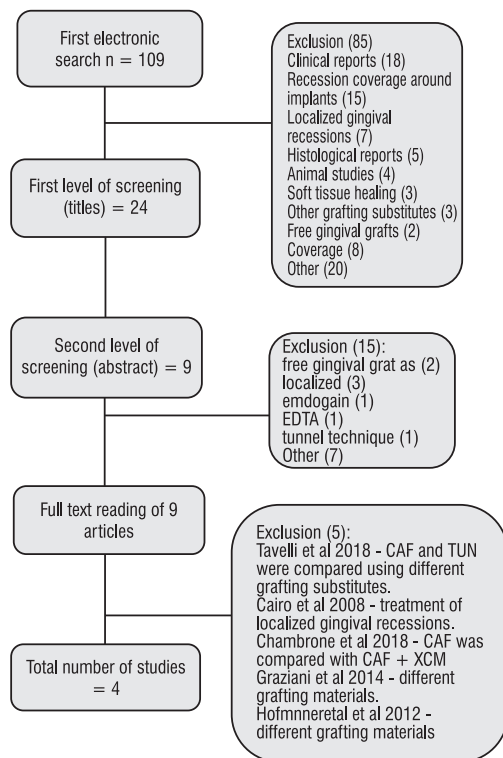 First electronic
search n = 109
Exclusion (85)
Clinical reports (18)
Recession coverage around
implants (15)
Localized gingival
recessions (7)
Histological reports (5)
Animal studies (4)
Soft tissue healing (3)
Other grafting substitutes (3)
Free gingival grafts (2)
Coverage (8)
Other (20)
First level of screening
(titles) = 24
Second level of
screening (abstract) = 9
Exclusion (15):
free gingival grat as (2)
localized (3)
emdogain (1)
EDTA (1)
tunnel technique (1)
Other (7)
Full text reading of 9
articles
Exclusion (5):
Tavelli et al 2018 - CAF and TUN
were compared using different
grafting substitutes.
Cairo et al 2008 - treatment of
localized gingival recessions.
Chambrone et al 2018 - CAF was
compared with CAF + XCM
Graziani et al 2014 - different
grafting materials.
Hofmnneretal et al 2012 -
different grafting materials
Total number of studies
= 4